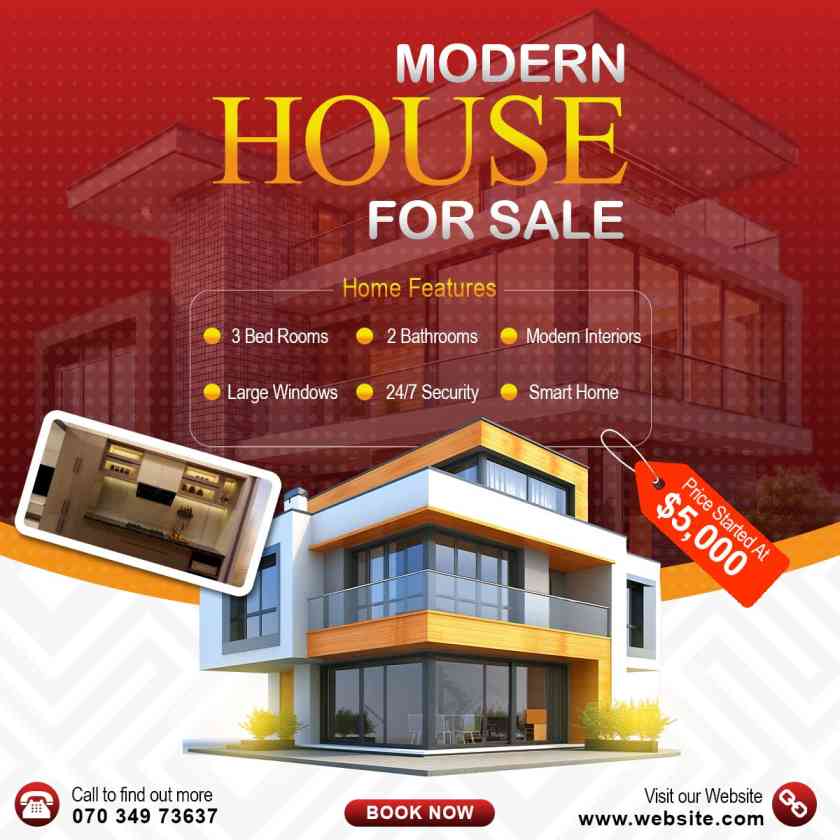 MODERN
HOUSE
FOR SALE
Home Features
3 Bed Rooms
2 Bathrooms
Modern Interiors
Large Windows
24/7 Security
Smart Home
Price Started At
$5,000
Call to find out more
070 349 73637
BOOK NOW
Visit our Website
www.website.com